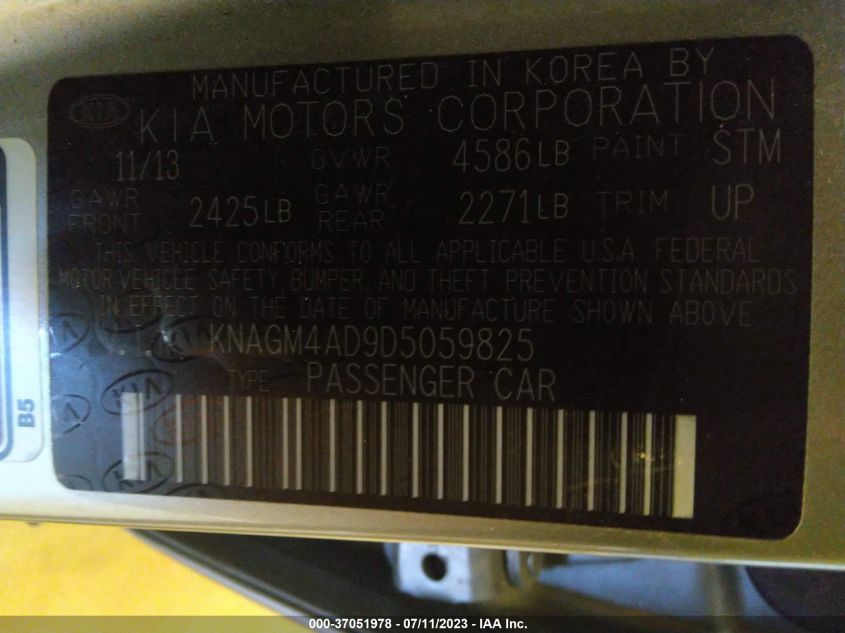 MANUFACTURED IN KOREA BY
KIA
KIA MOTORS CORPORATION
11/13 GVWR 4586LB PAINT STM
GAWR FRONT 2425LB GAWR REAR 2271LB TRIM UP
THIS VEHICLE CONFORMS TO ALL APPLICABLE U.S.A FEDERAL
MOTOR VEHICLE SAFETY, BUMPER, AND THEFT PREVENTION STANDARDS
IN EFFECT ON THE DATE OF MANUFACTURE SHOWN ABOVE
KNAGM4AD9D5059825
TYPE PASSENGER CAR
B5
000-37051978 - 07/11/2023 - IAA Inc.